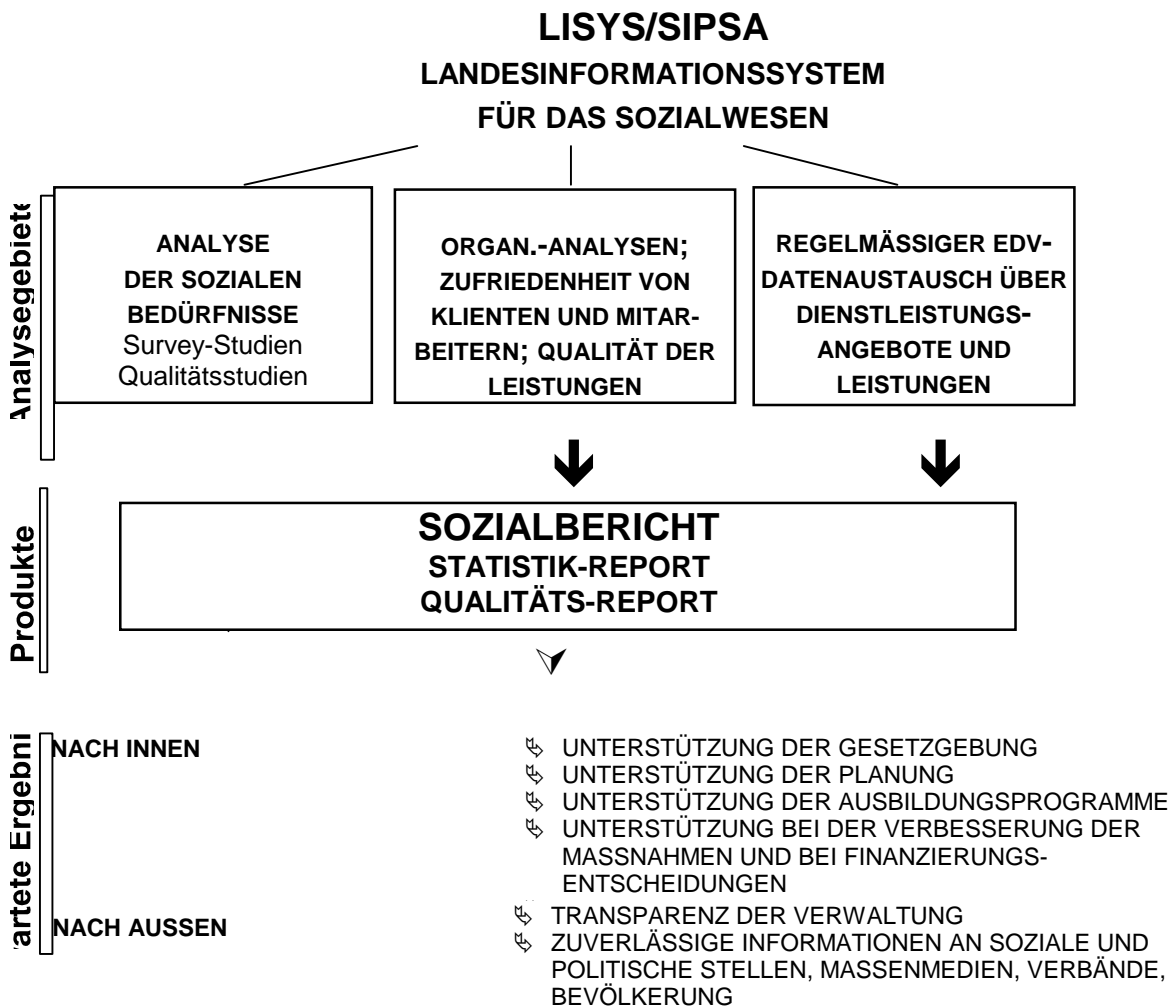 LISYS/SIPSA
LANDESINFORMATIONSSYSTEM
FÜR DAS SOZIALWESEN
Analysegebiete
ANALYSE
DER SOZIALEN
BEDÜRFNISSE
Survey-Studien
Qualitätsstudien
ORGAN.-ANALYSEN;
ZUFRIEDENHEIT VON
KLIENTEN UND MITAR-
BEITERN; QUALITÄT DER
LEISTUNGEN
REGELMÄSSIGER EDV-
DATENAUSTAUSCH ÜBER
DIENSTLEISTUNGS-
ANGEBOTE UND
LEISTUNGEN
Produkte
SOZIALBERICHT
STATISTIK-REPORT
QUALITÄTS-REPORT
artete Ergebni
NACH INNEN
UNTERSTÜTZUNG DER GESETZGEBUNG
UNTERSTÜTZUNG DER PLANUNG
UNTERSTÜTZUNG DER AUSBILDUNGSPROGRAMME
UNTERSTÜTZUNG BEI DER VERBESSERUNG DER
MASSNAHMEN UND BEI FINANZIERUNGS-
ENTSCHEIDUNGEN
NACH AUSSEN
TRANSPARENZ DER VERWALTUNG
ZUVERLÄSSIGE INFORMATIONEN AN SOZIALE UND
POLITISCHE STELLEN, MASSENMEDIEN, VERBÄNDE,
BEVÖLKERUNG